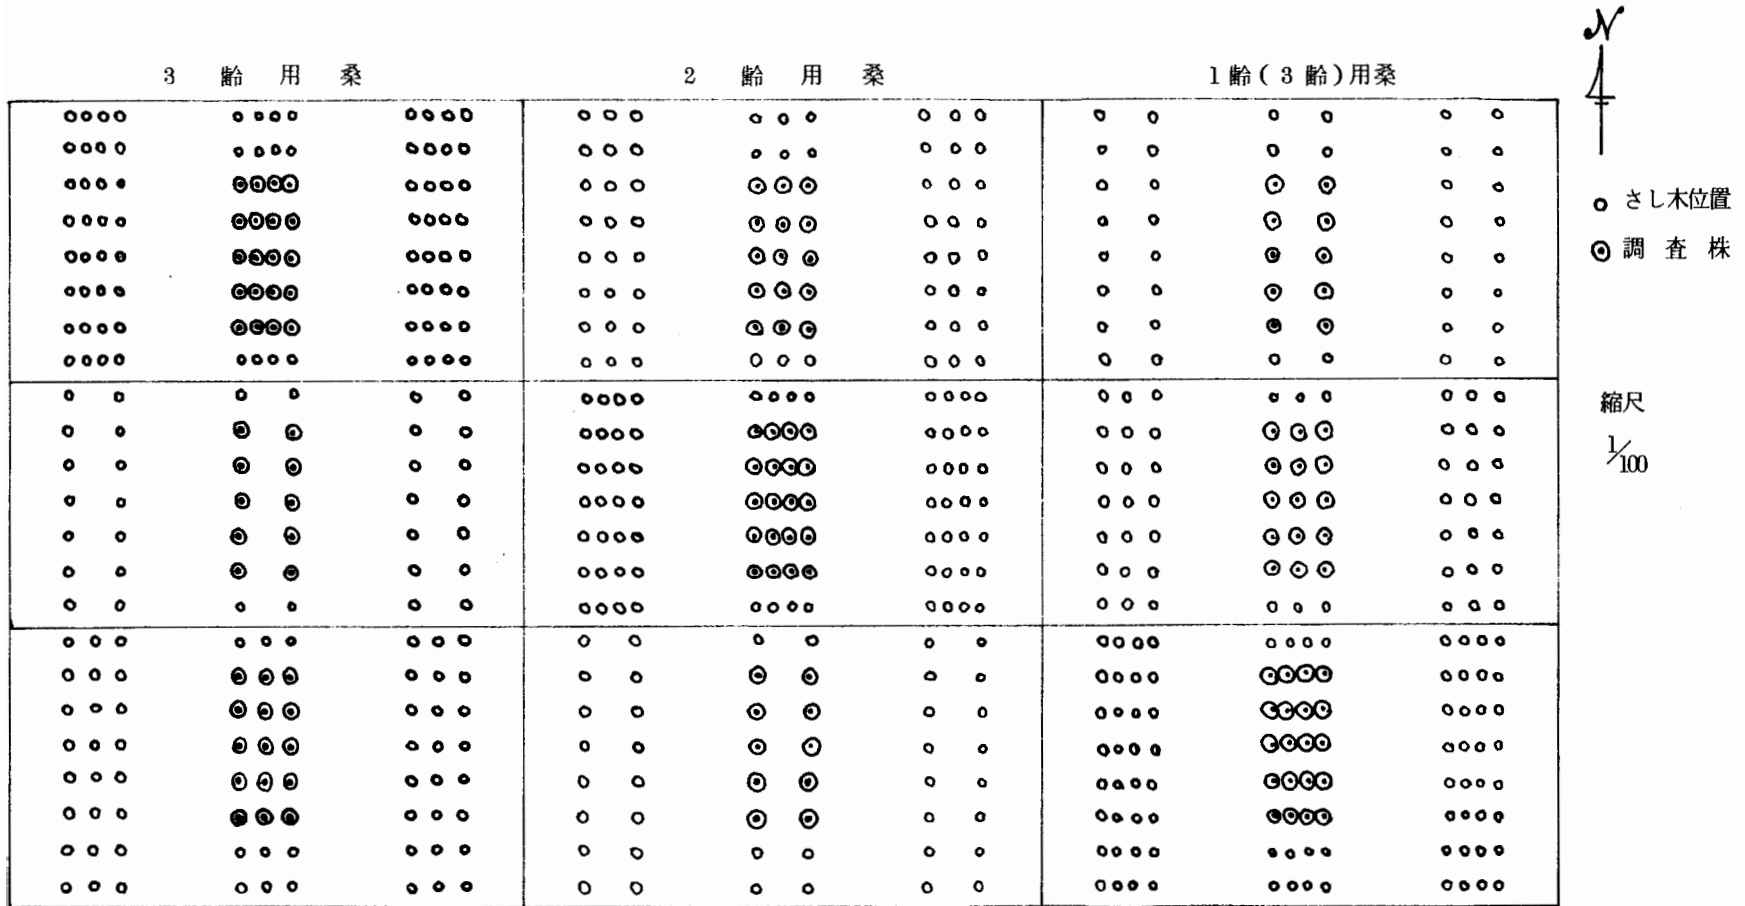 3 齢 用 桑
2 齢 用 桑
1齢(3齢)用桑
N
さし木位置
調 査 株
縮尺
1/100